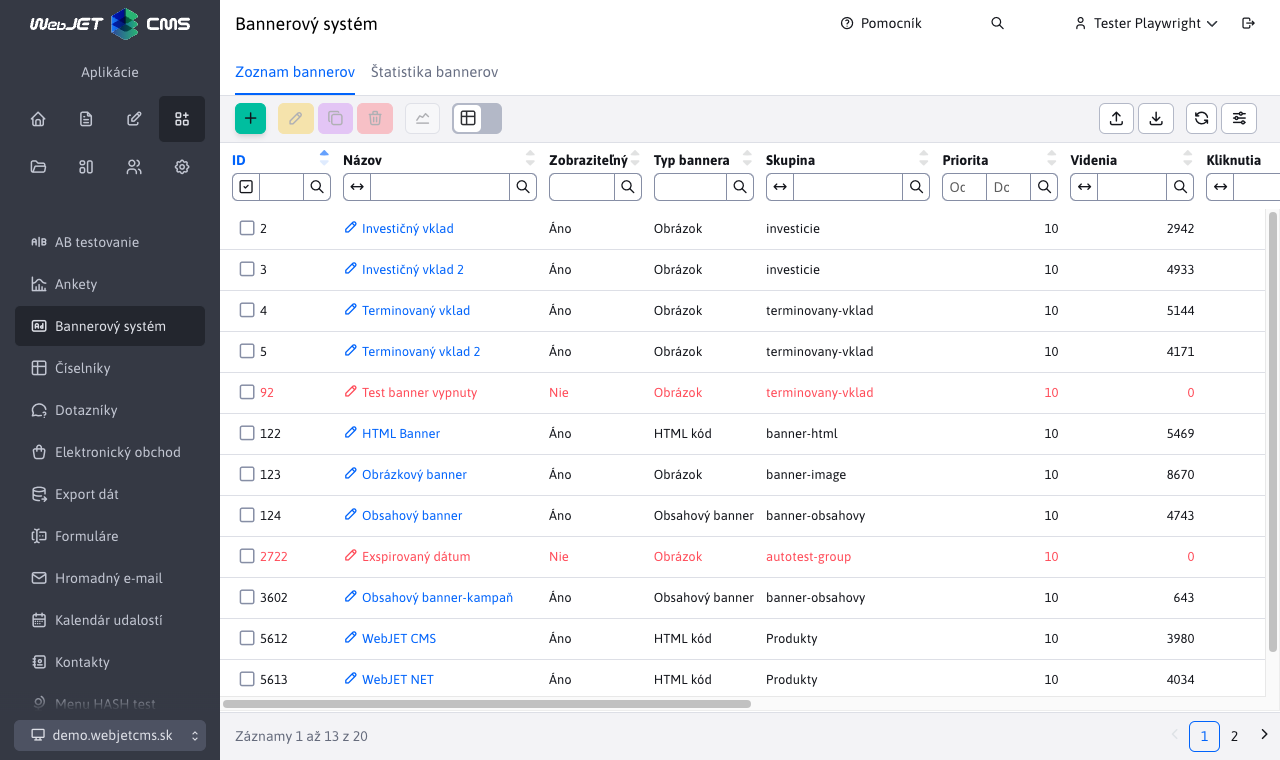 WebJET CMS
Aplikácie
AB testovanie
Ankety
Bannerový systém
Číselníky
Dotazníky
Elektronický obchod
Export dát
Formuláre
Hromadný e-mail
Kalendár udalostí
Kontakty
Menu HASH test
demo.webjetcms.sk
Bannerový systém
Pomocník
Tester Playwright
Zoznam bannerov Štatistika bannerov
ID Názov Zobraziteľný Typ bannera Skupina Priorita Videnia Kliknutia
Oc Dc
2 Investičný vklad Áno Obrázok investicie 10 2942
3 Investičný vklad 2 Áno Obrázok investicie 10 4933
4 Terminovaný vklad Áno Obrázok terminovany-vklad 10 5144
5 Terminovaný vklad 2 Áno Obrázok terminovany-vklad 10 4171
92 Test banner vypnuty Nie Obrázok terminovany-vklad 10 0
122 HTML Banner Áno HTML kód banner-html 10 5469
123 Obrázkový banner Áno Obrázok banner-image 10 8670
124 Obsahový banner Áno Obsahový banner banner-obsahovy 10 4743
2722 Exspirovaný dátum Nie Obrázok autotest-group 10 0
3602 Obsahový banner-kampaň Áno Obsahový banner banner-obsahovy 10 643
5612 WebJET CMS Áno HTML kód Produkty 10 3980
5613 WebJET NET Áno HTML kód Produkty 10 4034
Záznamy 1 až 13 z 20
1 2